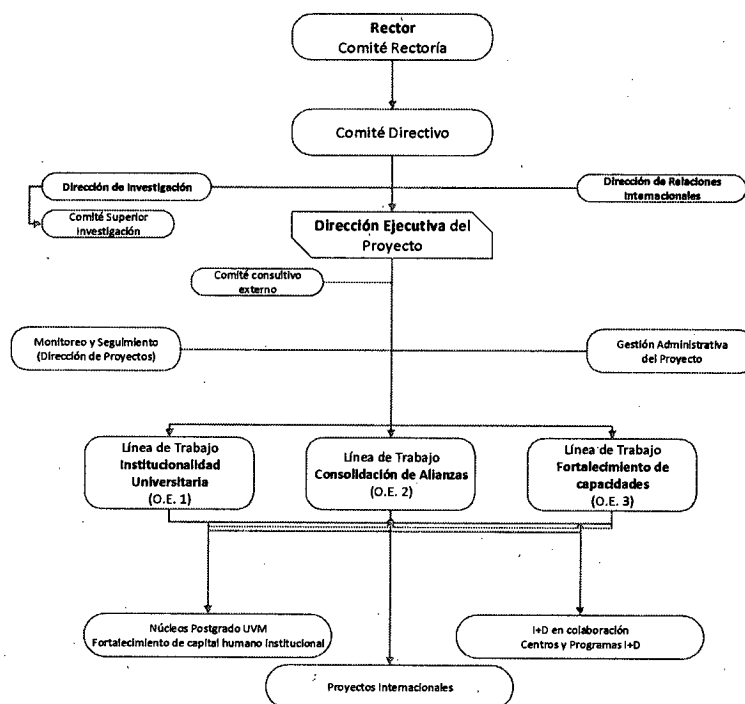 Rector
Comité Rectoría
Comité Directivo
Dirección de Investigación
Dirección de Relaciones
Internacionales
Comité Superior
Investigación
Dirección Ejecutiva del
Proyecto
Comité consultivo
externo
Monitoreo y Seguimiento
(Dirección de Proyectos)
Gestión Administrativa
del Proyecto
Línea de Trabajo
Institucionalidad
Universitaria
(O.E. 1)
Línea de Trabajo
Consolidación de Alianzas
(O.E. 2)
Línea de Trabajo
Fortalecimiento de
capacidades
(O.E. 3)
Núcleos Postgrado UVM
Fortalecimiento de capital humano institucional
I+D en colaboración
Centros y Programas I+D
Proyectos Internacionales